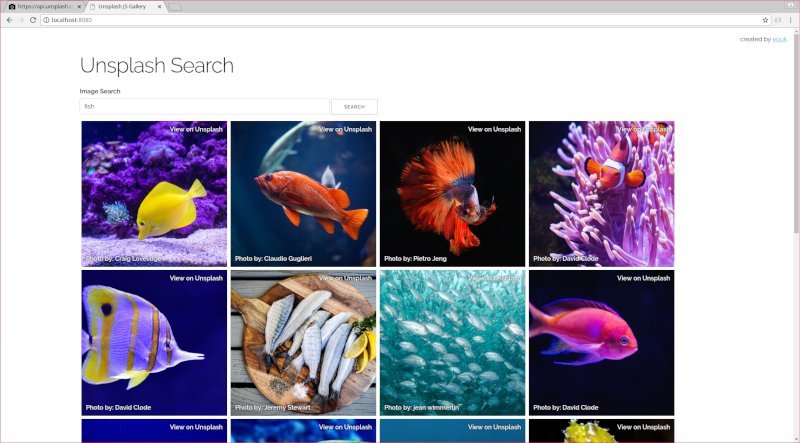 https://api.unsplash.
Unsplash JS Gallery
localhost:8080
created by equk
Unsplash Search
Image Search
fish
SEARCH
View on Unsplash
View on Unsplash
View on Unsplash
View on Unsplash
Photo by: Craig Lovelidge
Photo by: Claudio Guglieri
Photo by: Pietro Jeng
Photo by: David Clode
View on Unsplash
View on Unsplash
View on Unsplash
View on Unsplash
Photo by: David Clode
Photo by: Jeremy Stewart
Photo by: jean wimmerlin
Photo by: David Clode
View on Unsplash
View on Unsplash
View on Unsplash
View on Unsplash